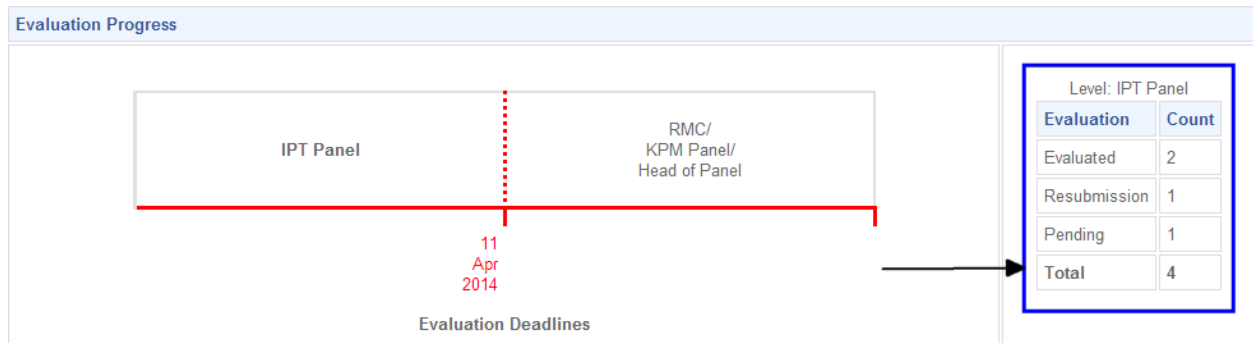 Evaluation Progress
IPT Panel
RMC/
KPM Panel/
Head of Panel
11
Apr
2014
Evaluation Deadlines
Level: IPT Panel
Evaluation Count
Evaluated 2
Resubmission 1
Pending 1
Total 4